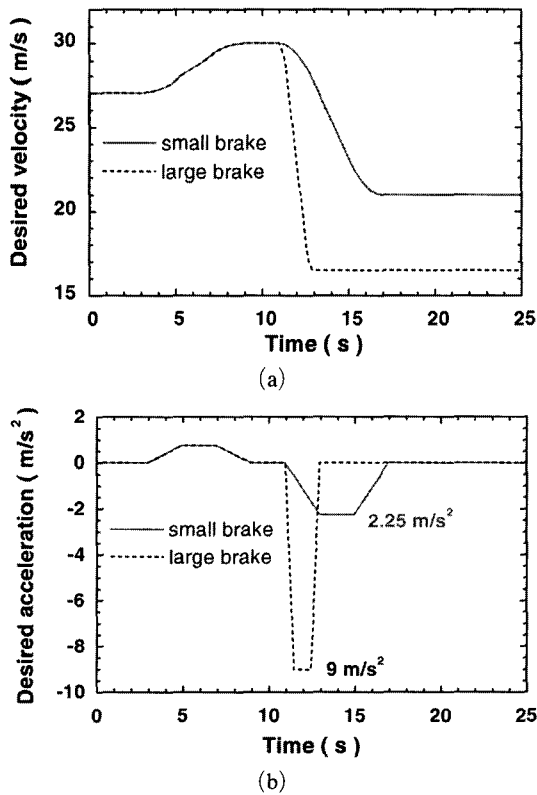 Desired velocity ( m/s )
30
25
20
15
small brake
large brake
0 5 10 15 20 25
Time ( s )
(a)
Desired acceleration ( m/s² )
2
0
-2
-4
-6
-8
-10
small brake
large brake
2.25 m/s²
9 m/s²
0 5 10 15 20 25
Time ( s )
(b)